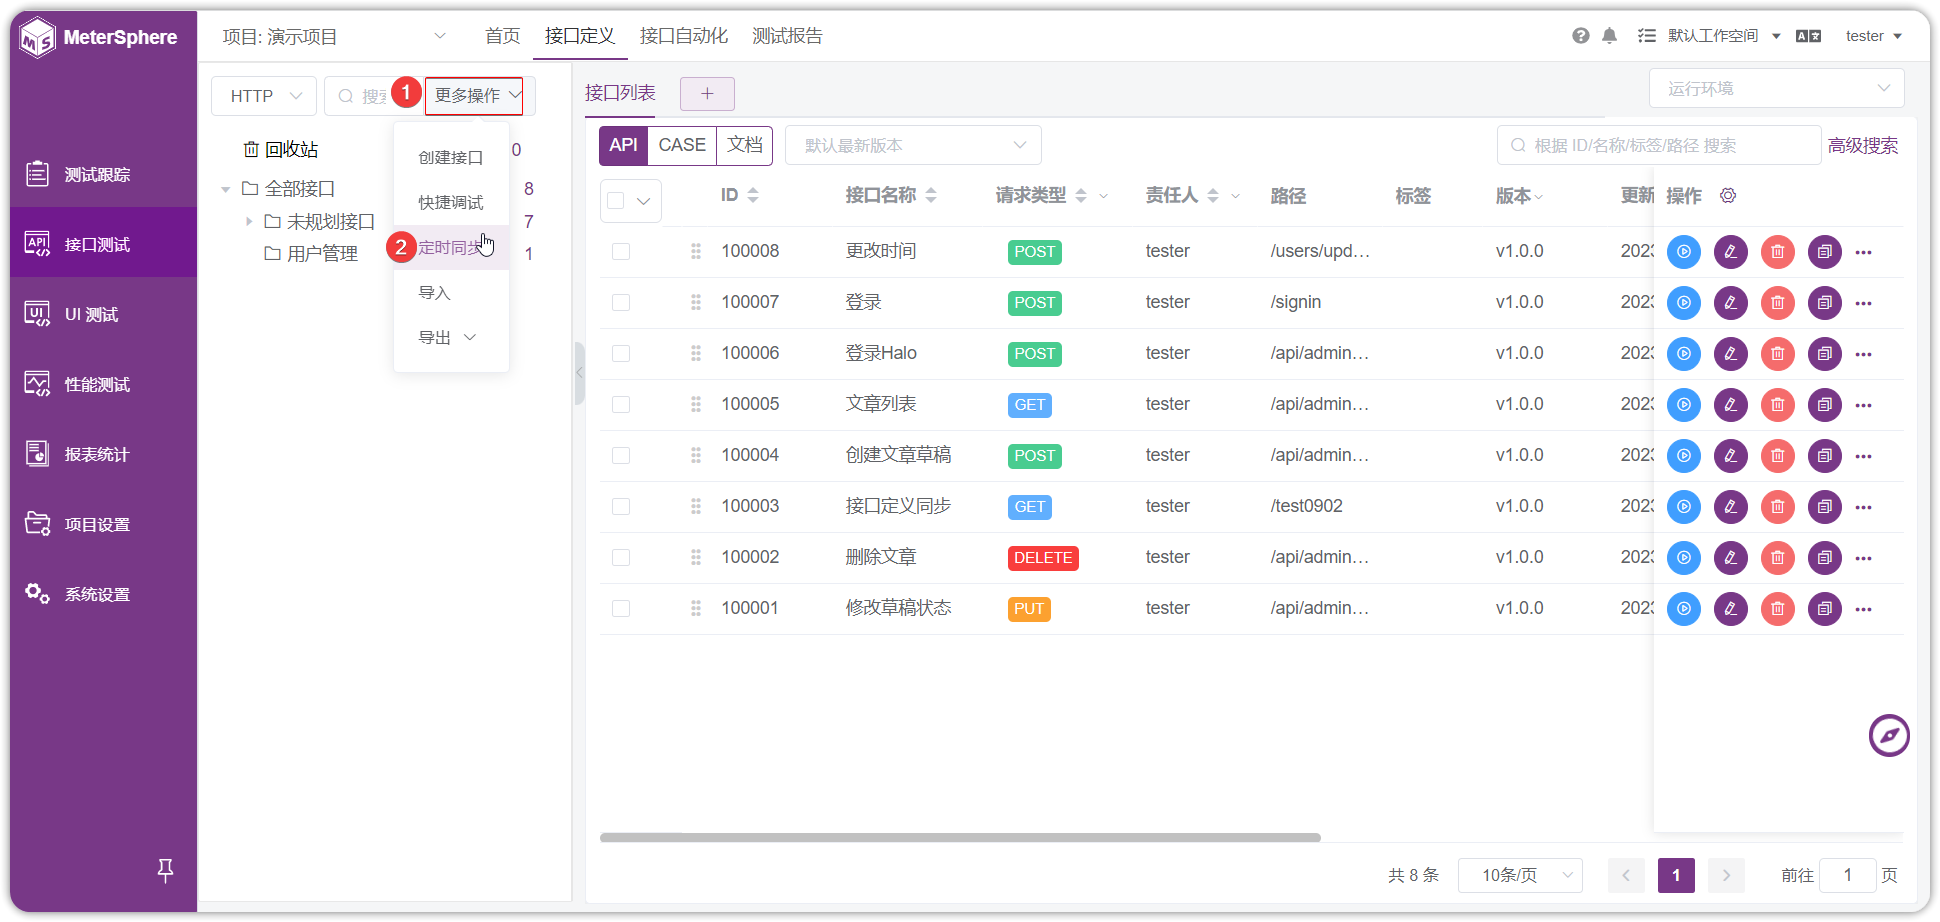 MeterSphere
项目: 演示项目
首页 接口定义 接口自动化 测试报告
默认工作空间
tester
测试跟踪
接口测试
UI 测试
性能测试
报表统计
项目设置
系统设置
HTTP
1
更多操作
回收站 0
全部接口 8
未规划接口 7
用户管理 1
创建接口
快捷调试
2 定时同步
导入
导出
接口列表
+
运行环境
API CASE 文档
默认最新版本
根据 ID/名称/标签/路径 搜索
高级搜索
ID 接口名称 请求类型 责任人 路径 标签 版本 更新 操作
100008 更改时间 POST tester /users/upd... v1.0.0 2023
100007 登录 POST tester /signin v1.0.0 2023
100006 登录Halo POST tester /api/admin... v1.0.0 2023
100005 文章列表 GET tester /api/admin... v1.0.0 2023
100004 创建文章草稿 POST tester /api/admin... v1.0.0 2023
100003 接口定义同步 GET tester /test0902 v1.0.0 2023
100002 删除文章 DELETE tester /api/admin... v1.0.0 2023
100001 修改草稿状态 PUT tester /api/admin... v1.0.0 2023
共 8 条
10条/页
1
前往 1 页